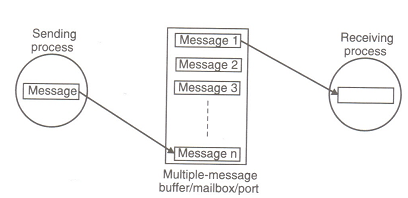 Sending
process
Message
Message 1
Message 2
Message 3
Message n
Multiple-message
buffer/mailbox/port
Receiving
process